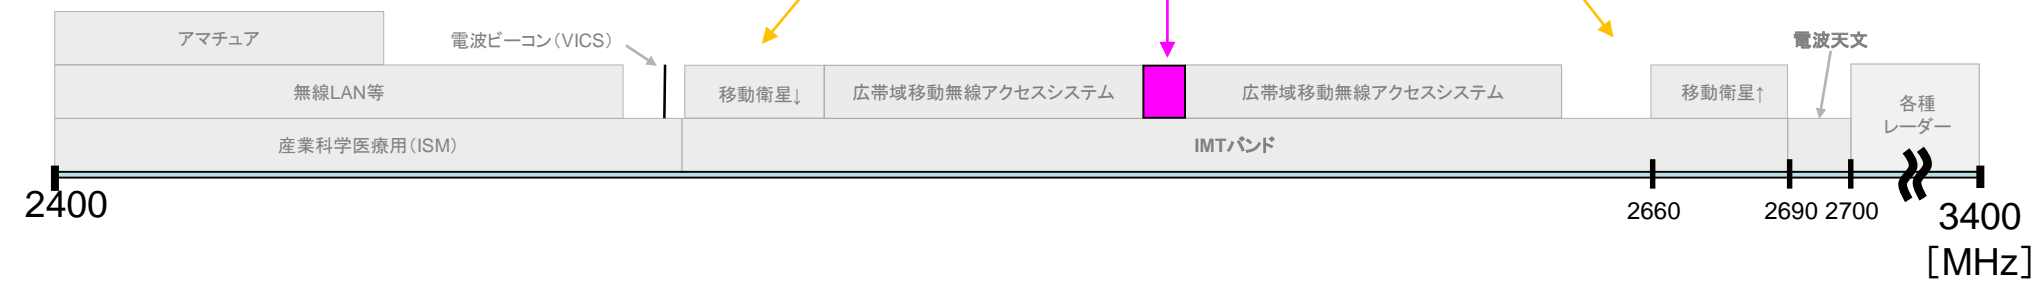 アマチュア
電波ビーコン（VICS）
電波天文
無線LAN等
移動衛星↓
広帯域移動無線アクセスシステム
広帯域移動無線アクセスシステム
移動衛星↑
各種
レーダー
産業科学医療用（ISM）
IMTバンド
2400
2660
2690
2700
3400
［MHz］